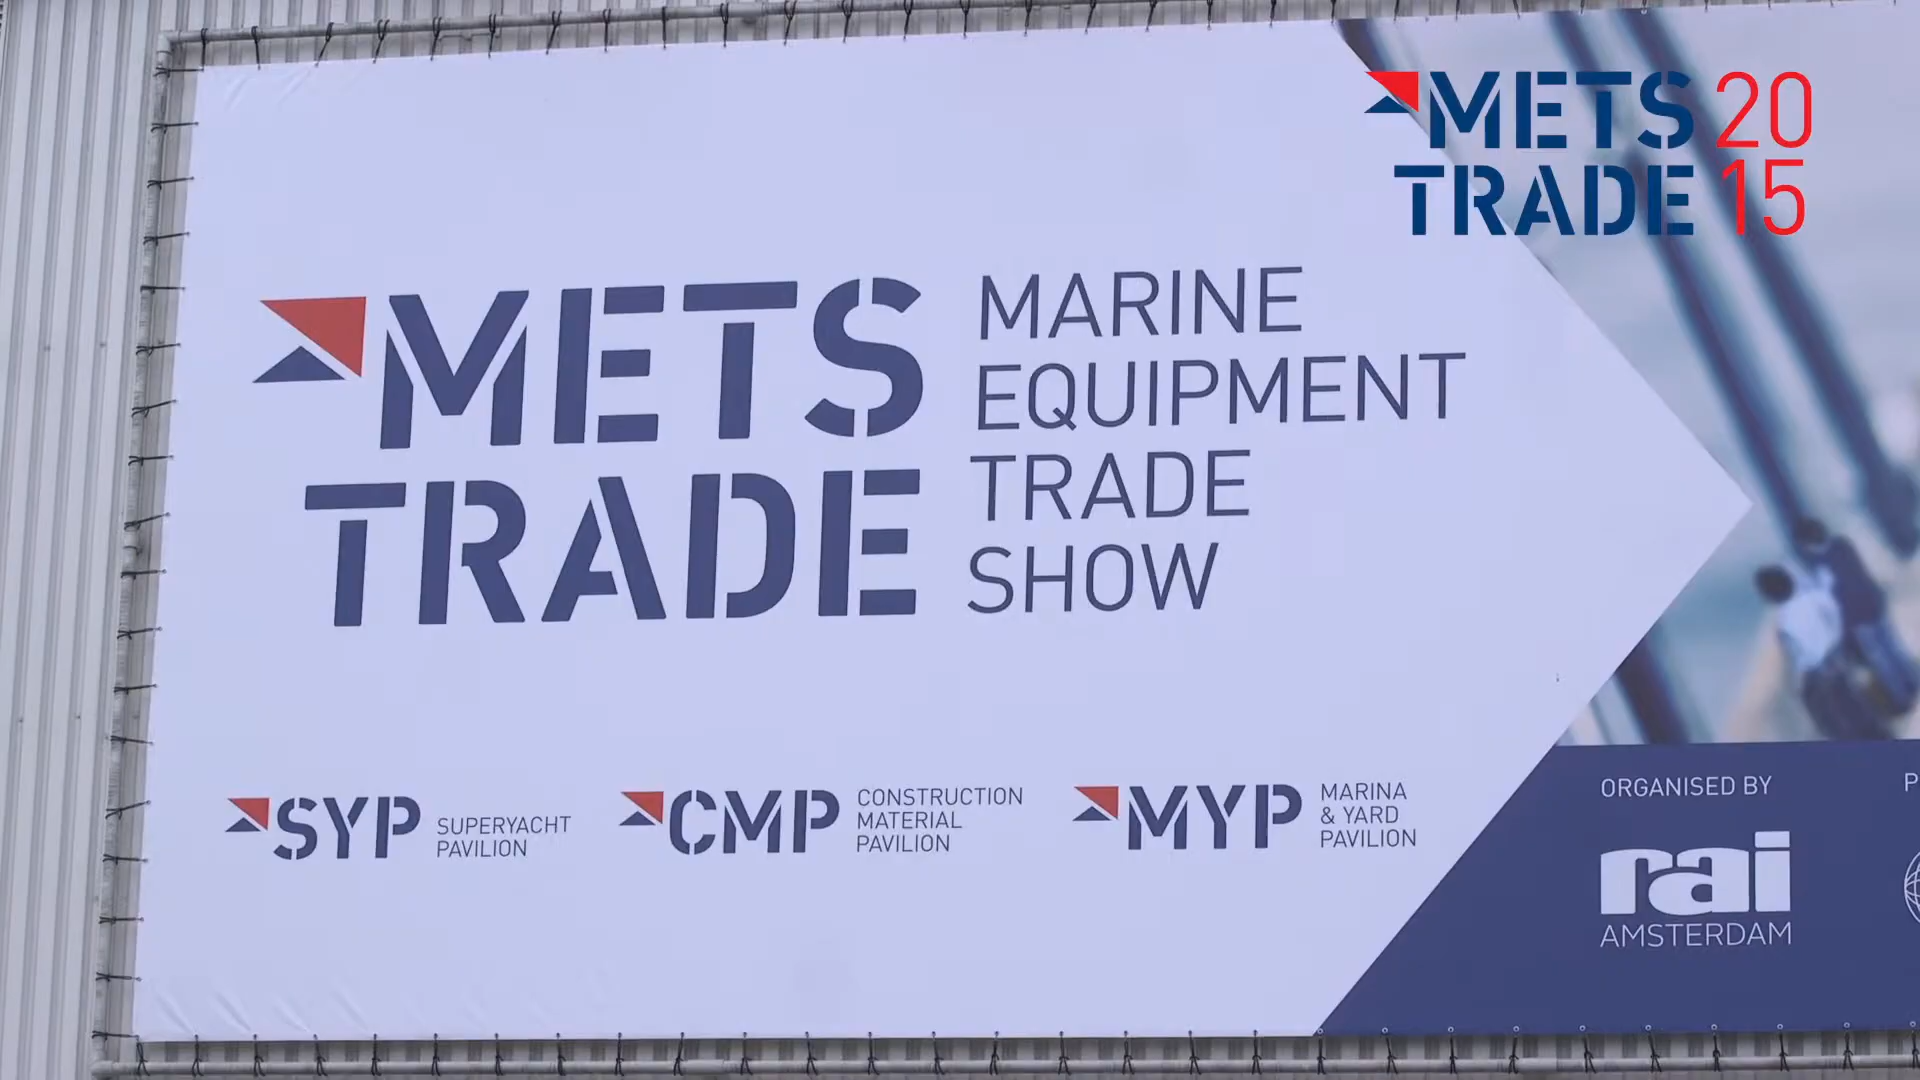 METS 20
TRADE 15
METS
TRADE
MARINE
EQUIPMENT
TRADE
SHOW
SYP
SUPERYACHT
PAVILION
CMP
CONSTRUCTION
MATERIAL
PAVILION
MYP
MARINA
& YARD
PAVILION
ORGANISED BY
rai
AMSTERDAM